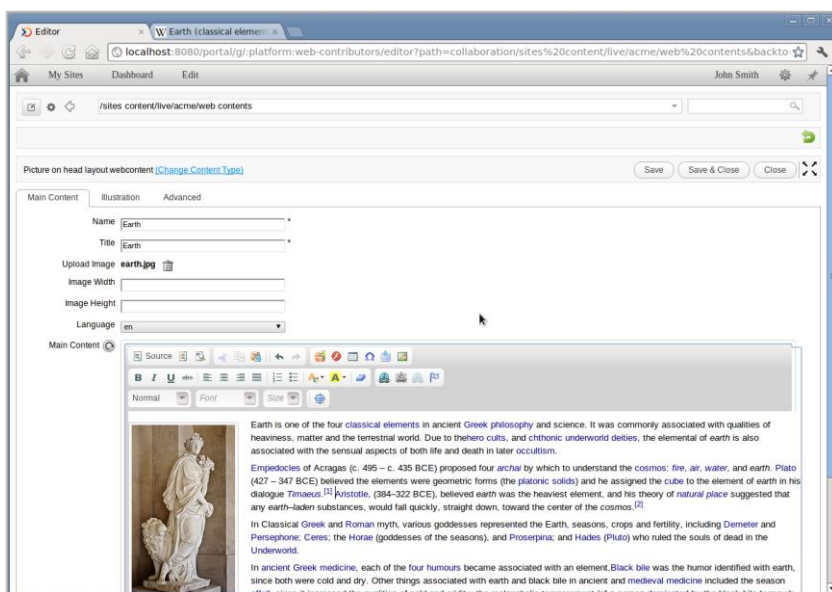 Editor
Earth (classical element
localhost:8080/portal/g/:platform:web-contributors/editor?path=collaboration/sites%20content/live/acme/web%20contents&backto
My Sites Dashboard Edit John Smith
/sites content/live/acme/web contents
Picture on head layout webcontent (Change Content Type) Save Save & Close Close
Main Content Illustration Advanced
Name Earth *
Title Earth *
Upload Image earth.jpg
Image Width
Image Height
Language en
Main Content
Source
B I U abc
Normal Font Size
Earth is one of the four classical elements in ancient Greek philosophy and science. It was commonly associated with qualities of
heaviness, matter and the terrestrial world. Due to thehero cults, and chthonic underworld deities, the elemental of earth is also
associated with the sensual aspects of both life and death in later occultism.
Empedocles of Acragas (c. 495 – c. 435 BCE) proposed four archai by which to understand the cosmos: fire, air, water, and earth. Plato
(427 – 347 BCE) believed the elements were geometric forms (the platonic solids) and he assigned the cube to the element of earth in his
dialogue Timaeus.[1] Aristotle, (384–322 BCE), believed earth was the heaviest element, and his theory of natural place suggested that
any earth–laden substances, would fall quickly, straight down, toward the center of the cosmos.[2]
In Classical Greek and Roman myth, various goddesses represented the Earth, seasons, crops and fertility, including Demeter and
Persephone; Ceres; the Horae (goddesses of the seasons), and Proserpina; and Hades (Pluto) who ruled the souls of dead in the
Underworld.
In ancient Greek medicine, each of the four humours became associated with an element.Black bile was the humor identified with earth,
since both were cold and dry. Other things associated with earth and black bile in ancient and medieval medicine included the season